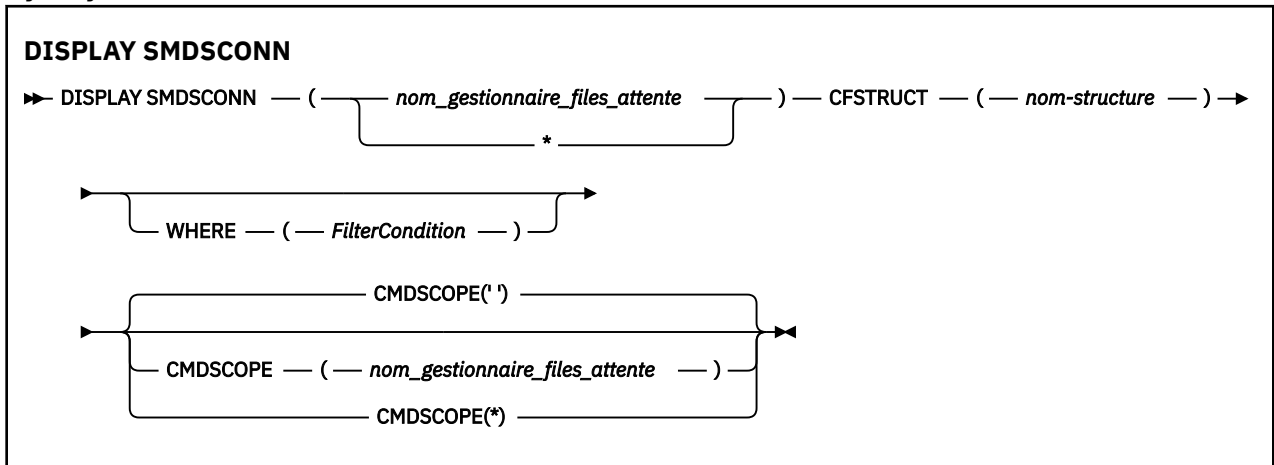 DISPLAY SMDSCONN
DISPLAY SMDSCONN ( nom_gestionnaire_files_attente ) CFSTRUCT ( nom-structure )
*
WHERE ( FilterCondition )
CMDSCOPE(' ')
CMDSCOPE ( nom_gestionnaire_files_attente )
CMDSCOPE(*)